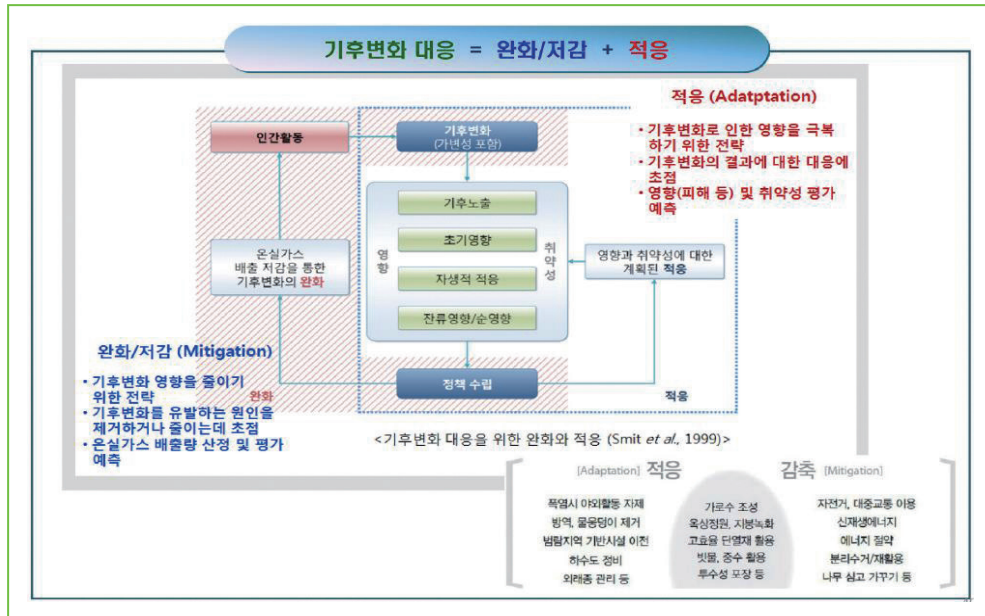 기후변화 대응 = 완화/저감 + 적응
적응 (Adatptation)
• 기후변화로 인한 영향을 극복
하기 위한 전략
• 기후변화의 결과에 대한 대응에
초점
• 영향(피해 등) 및 취약성 평가
예측
인간활동
기후변화
(가변성 포함)
영향
기후노출
초기영향
자생적 적응
잔류영향/순영향
취약성
온실가스
배출 저감을 통한
기후변화의 완화
영향과 취약성에 대한
계획된 적응
정책 수립
완화
적응
완화/저감 (Mitigation)
• 기후변화 영향을 줄이기
위한 전략
• 기후변화를 유발하는 원인을
제거하거나 줄이는데 초점
• 온실가스 배출량 산정 및 평가
예측
<기후변화 대응을 위한 완화와 적응 (Smit et al., 1999)>
[Adaptation] 적응
폭염시 야외활동 자제
방역, 물웅덩이 제거
범람지역 기반시설 이전
하수도 정비
외래종 관리 등
가로수 조성
옥상정원, 지붕녹화
고효율 단열재 활용
빗물, 중수 활용
투수성 포장 등
감축 [Mitigation]
자전거, 대중교통 이용
신재생에너지
에너지 절약
분리수거/재활용
나무 심고 가꾸기 등